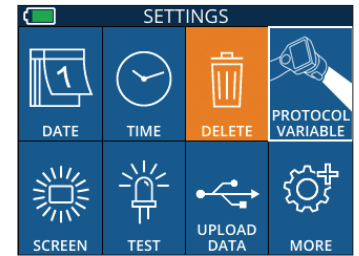 SETTINGS
1
DATE
TIME
DELETE
PROTOCOL
VARIABLE
SCREEN
TEST
UPLOAD
DATA
MORE